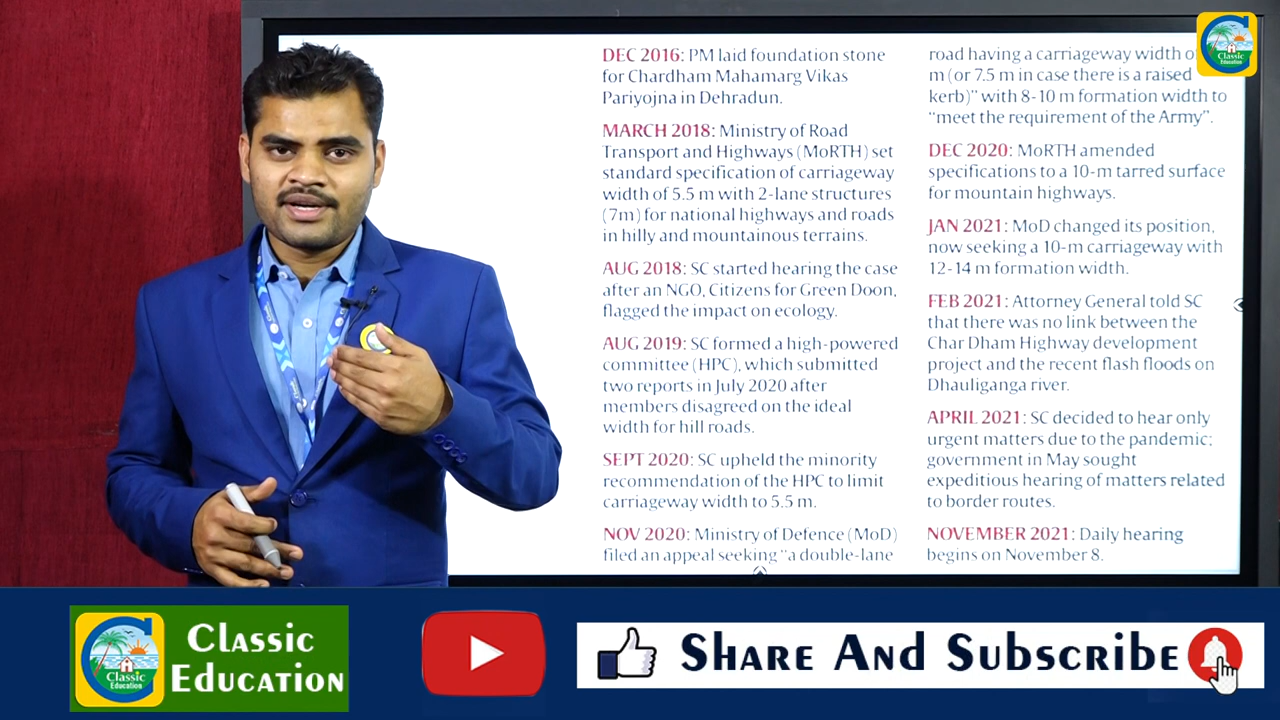 DEC 2016: PM laid foundation stone
for Chardham Mahamarg Vikas
Pariyojna in Dehradun.
MARCH 2018: Ministry of Road
Transport and Highways (MoRTH) set
standard specification of carriageway
width of 5.5 m with 2-lane structures
(7m) for national highways and roads
in hilly and mountainous terrains.
AUG 2018: SC started hearing the case
after an NGO, Citizens for Green Doon,
flagged the impact on ecology.
AUG 2019: SC formed a high-powered
committee (HPC), which submitted
two reports in July 2020 after
members disagreed on the ideal
width for hill roads.
SEPT 2020: SC upheld the minority
recommendation of the HPC to limit
carriageway width to 5.5 m.
NOV 2020: Ministry of Defence (MoD)
filed an appeal seeking "a double-lane
road having a carriageway width
m (or 7.5 m in case there is a raised
kerb)" with 8-10 m formation width to
"meet the requirement of the Army".
DEC 2020: MoRTH amended
specifications to a 10-m tarred surface
for mountain highways.
JAN 2021: MoD changed its position,
now seeking a 10-m carriageway with
12-14 m formation width.
FEB 2021: Attorney General told SC
that there was no link between the
Char Dham Highway development
project and the recent flash floods on
Dhauliganga river.
APRIL 2021: SC decided to hear only
urgent matters due to the pandemic;
government in May sought
expeditious hearing of matters related
to border routes.
NOVEMBER 2021: Daily hearing
begins on November 8.
Classic
Education
Classic
Education
Classic
Education
Share And Subscribe